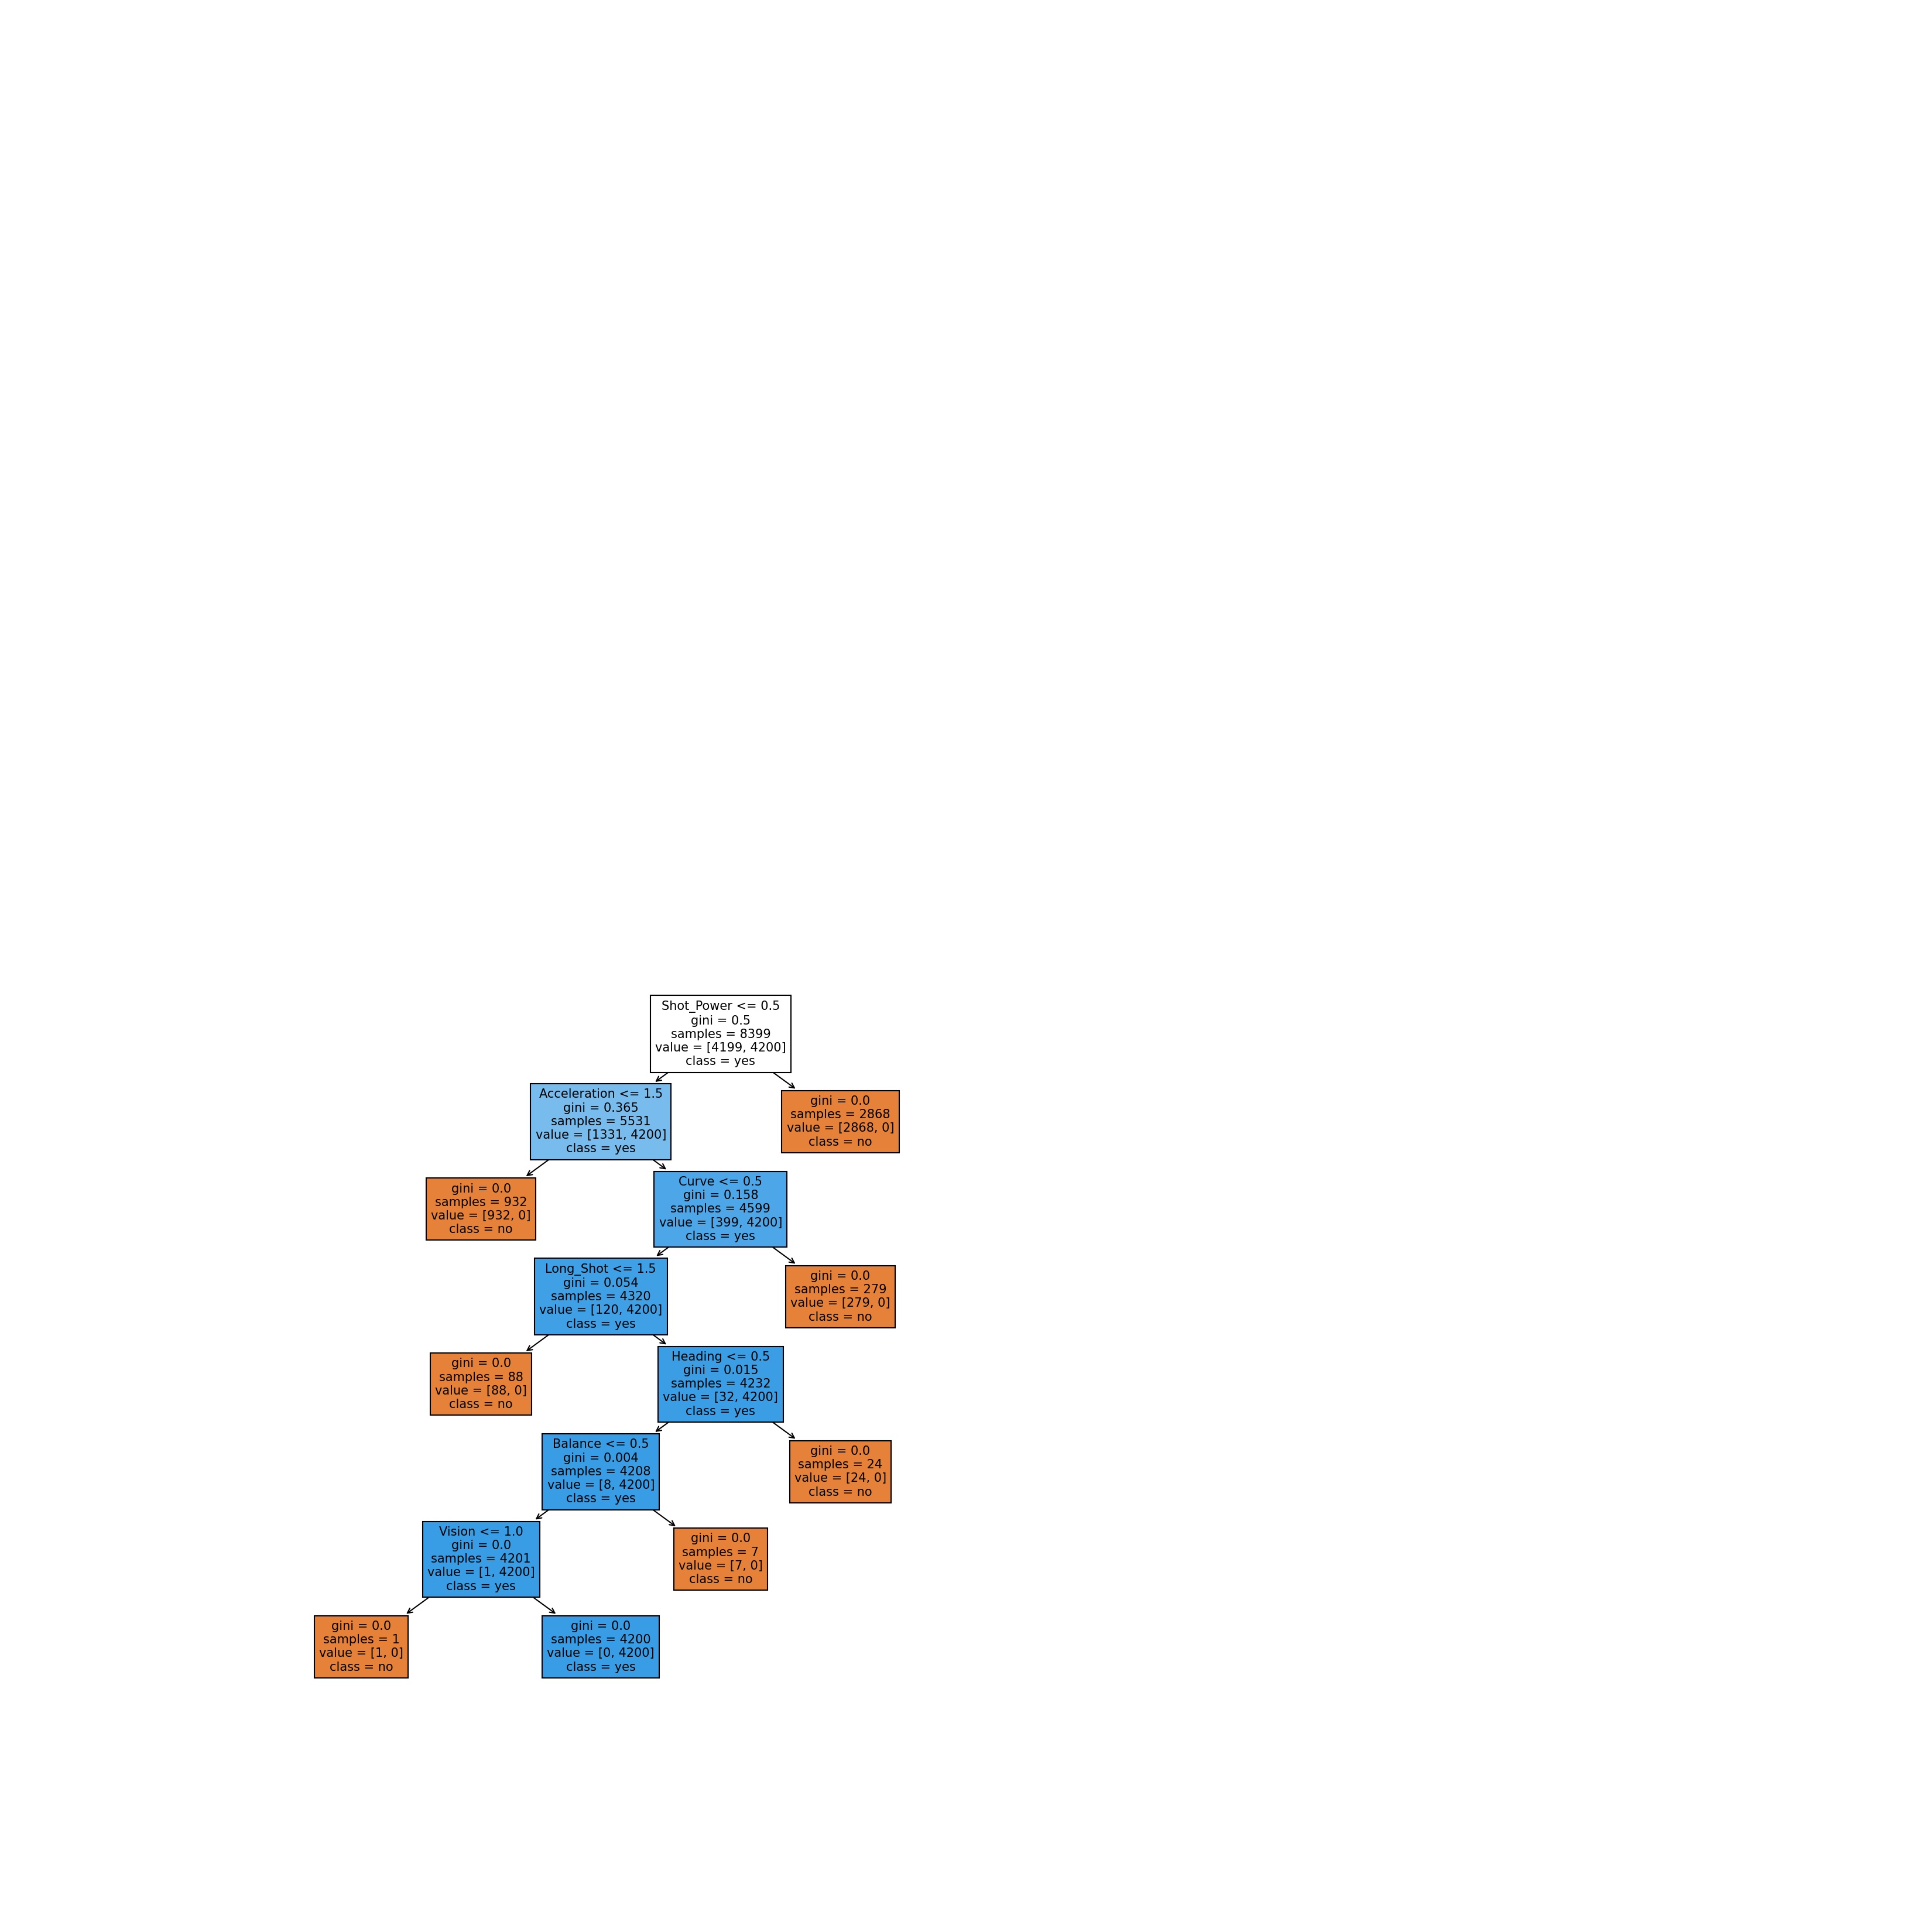 Shot_Power <= 0.5
gini = 0.5
samples = 8399
value = [4199, 4200]
class = yes
Acceleration <= 1.5
gini = 0.365
samples = 5531
value = [1331, 4200]
class = yes
gini = 0.0
samples = 2868
value = [2868, 0]
class = no
gini = 0.0
samples = 932
value = [932, 0]
class = no
Curve <= 0.5
gini = 0.158
samples = 4599
value = [399, 4200]
class = yes
Long_Shot <= 1.5
gini = 0.054
samples = 4320
value = [120, 4200]
class = yes
gini = 0.0
samples = 279
value = [279, 0]
class = no
gini = 0.0
samples = 88
value = [88, 0]
class = no
Heading <= 0.5
gini = 0.015
samples = 4232
value = [32, 4200]
class = yes
Balance <= 0.5
gini = 0.004
samples = 4208
value = [8, 4200]
class = yes
gini = 0.0
samples = 24
value = [24, 0]
class = no
Vision <= 1.0
gini = 0.0
samples = 4201
value = [1, 4200]
class = yes
gini = 0.0
samples = 7
value = [7, 0]
class = no
gini = 0.0
samples = 1
value = [1, 0]
class = no
gini = 0.0
samples = 4200
value = [0, 4200]
class = yes